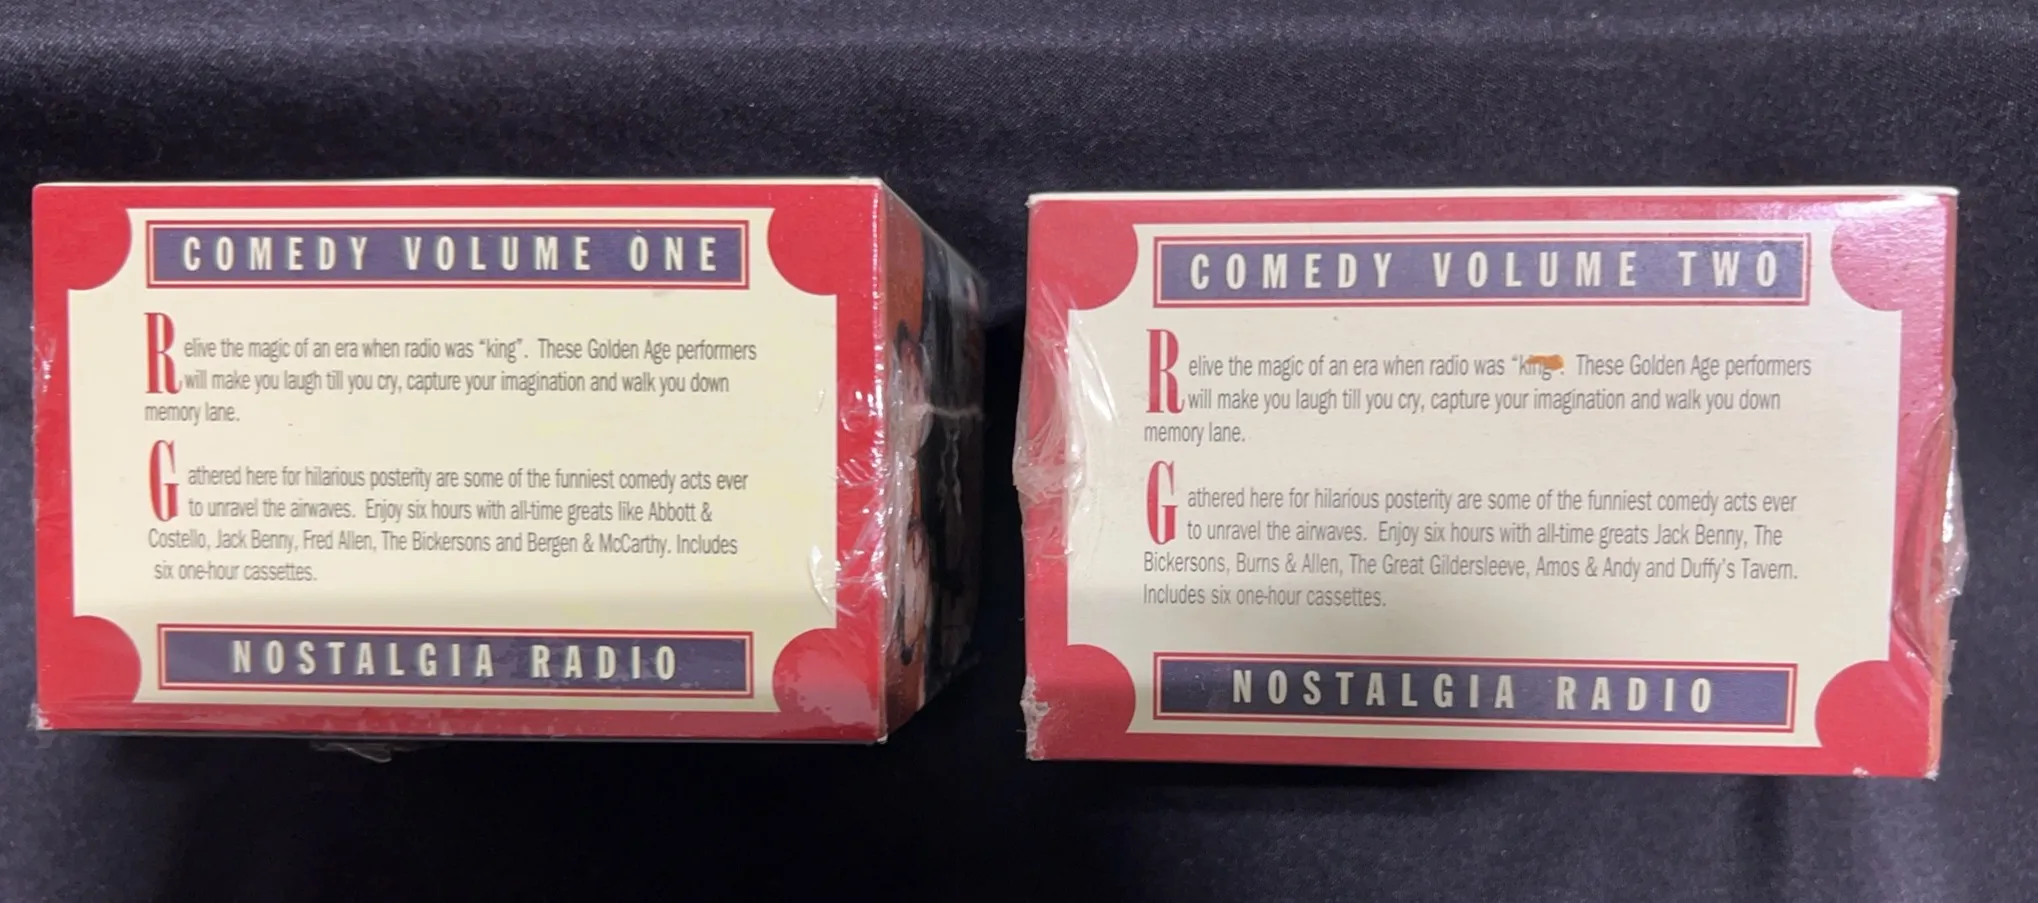 COMEDY VOLUME ONE
Relive the magic of an era when radio was “king”. These Golden Age performers
will make you laugh till you cry, capture your imagination and walk you down
memory lane.
Gathered here for hilarious posterity are some of the funniest comedy acts ever
to unravel the airwaves. Enjoy six hours with all-time greats like Abbott &
Costello, Jack Benny, Fred Allen, The Bickersons and Bergen & McCarthy. Includes
six one-hour cassettes.
NOSTALGIA RADIO
COMEDY VOLUME TWO
Relive the magic of an era when radio was “king”. These Golden Age performers
will make you laugh till you cry, capture your imagination and walk you down
memory lane.
Gathered here for hilarious posterity are some of the funniest comedy acts ever
to unravel the airwaves. Enjoy six hours with all-time greats Jack Benny, The
Bickersons, Burns & Allen, The Great Gildersleeve, Amos & Andy and Duffy's Tavern.
Includes six one-hour cassettes.
NOSTALGIA RADIO